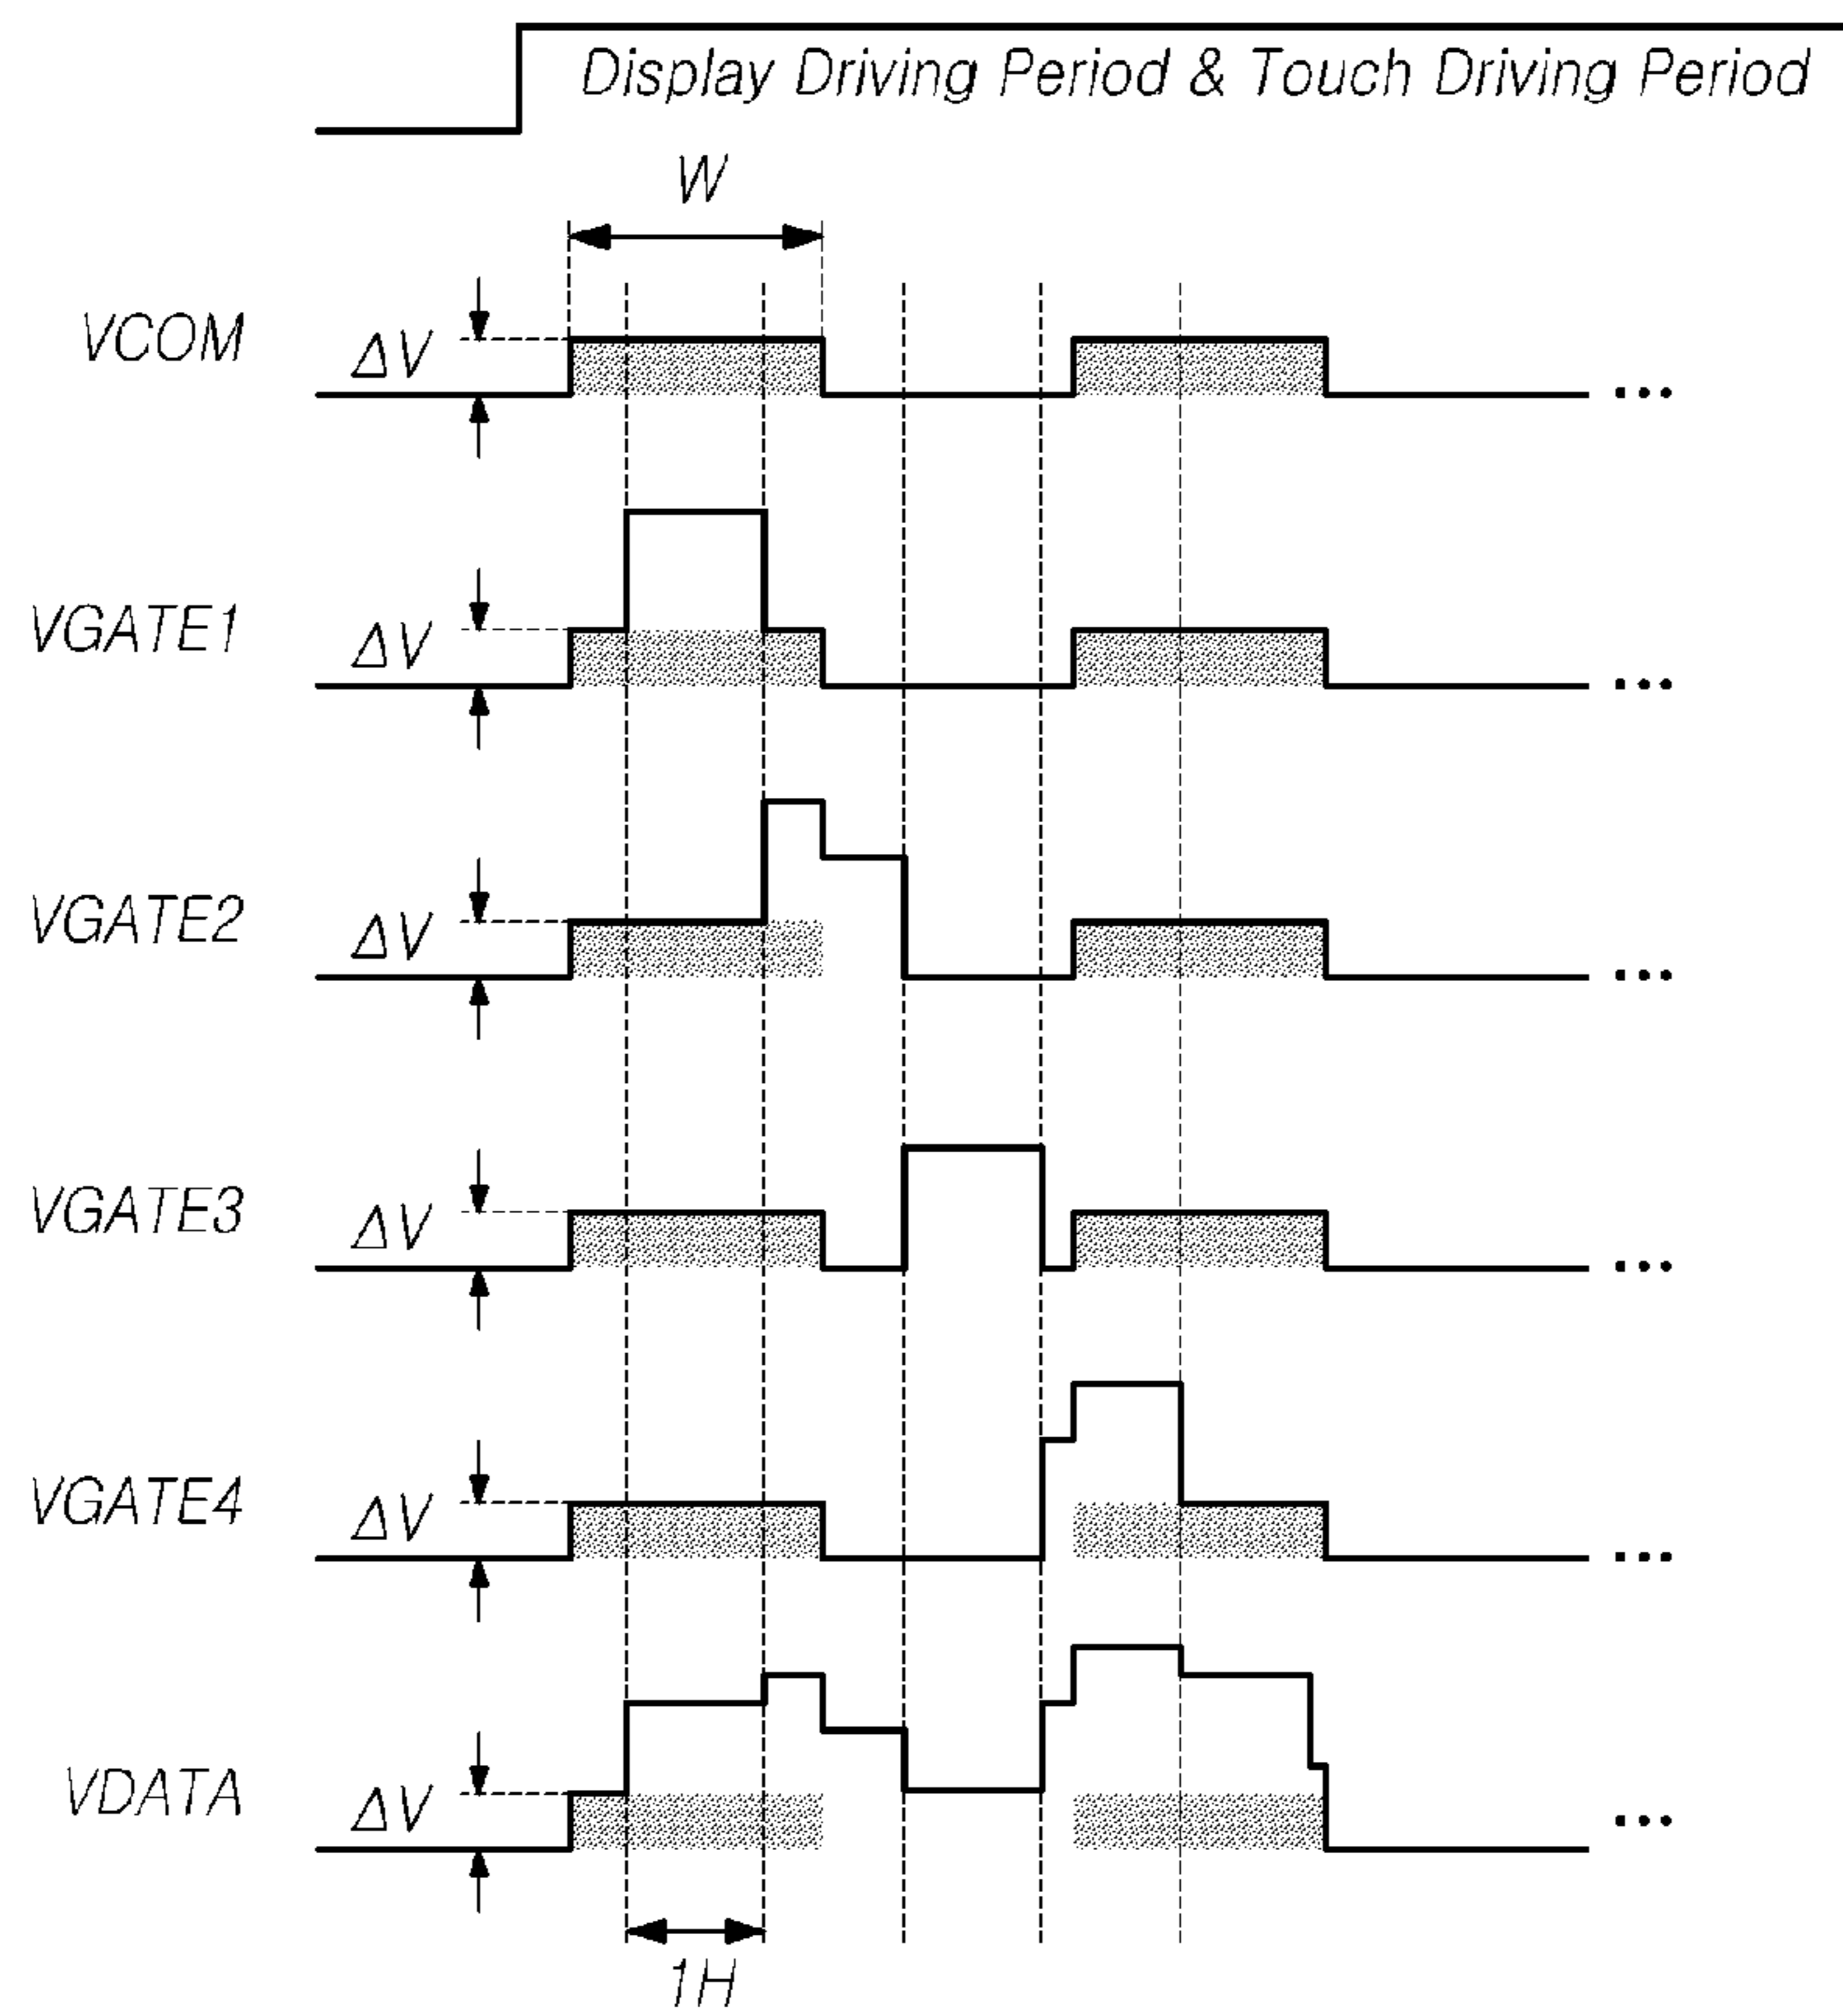 Display Driving Period & Touch Driving Period
W
VCOM ΔV ...
VGATE1 ΔV ...
VGATE2 ΔV ...
VGATE3 ΔV ...
VGATE4 ΔV ...
VDATA ΔV ...
1H